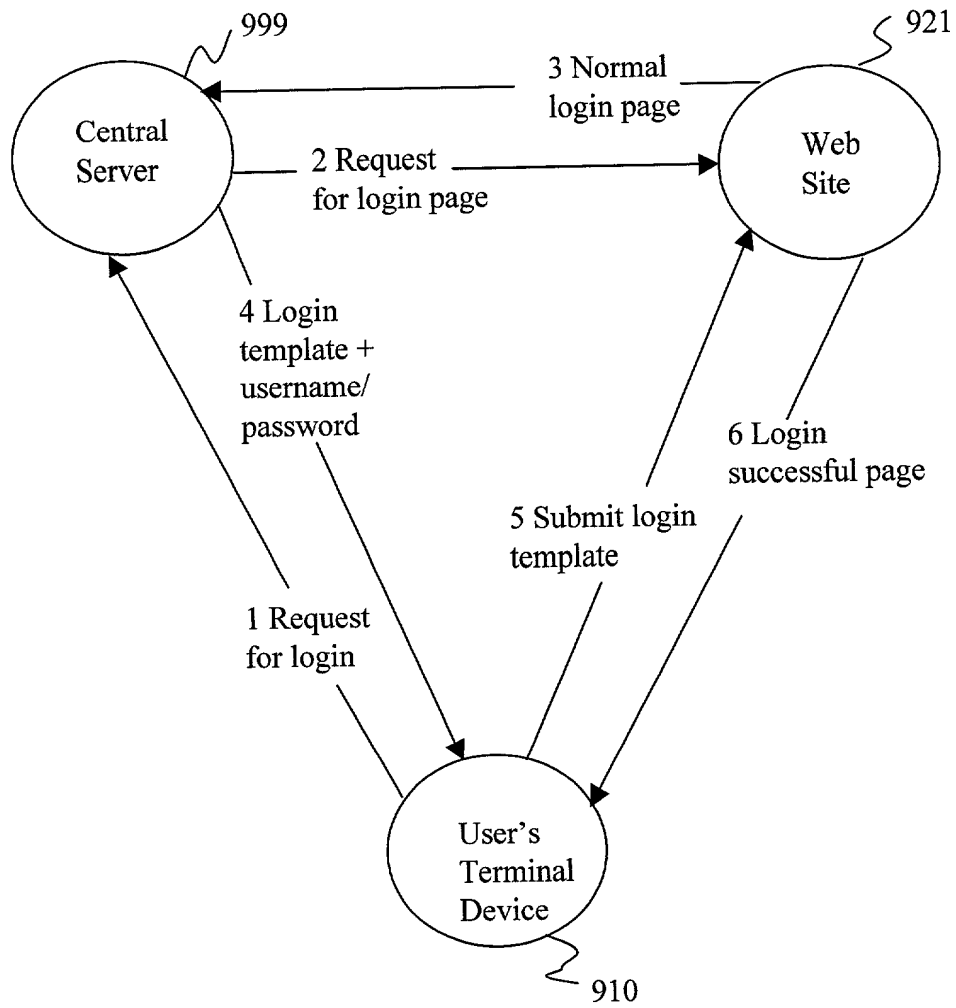 999
921
3 Normal
login page
Central
Server
Web
Site
2 Request
for login page
4 Login
template +
username/
password
6 Login
successful page
5 Submit login
template
1 Request
for login
User’s
Terminal
Device
910